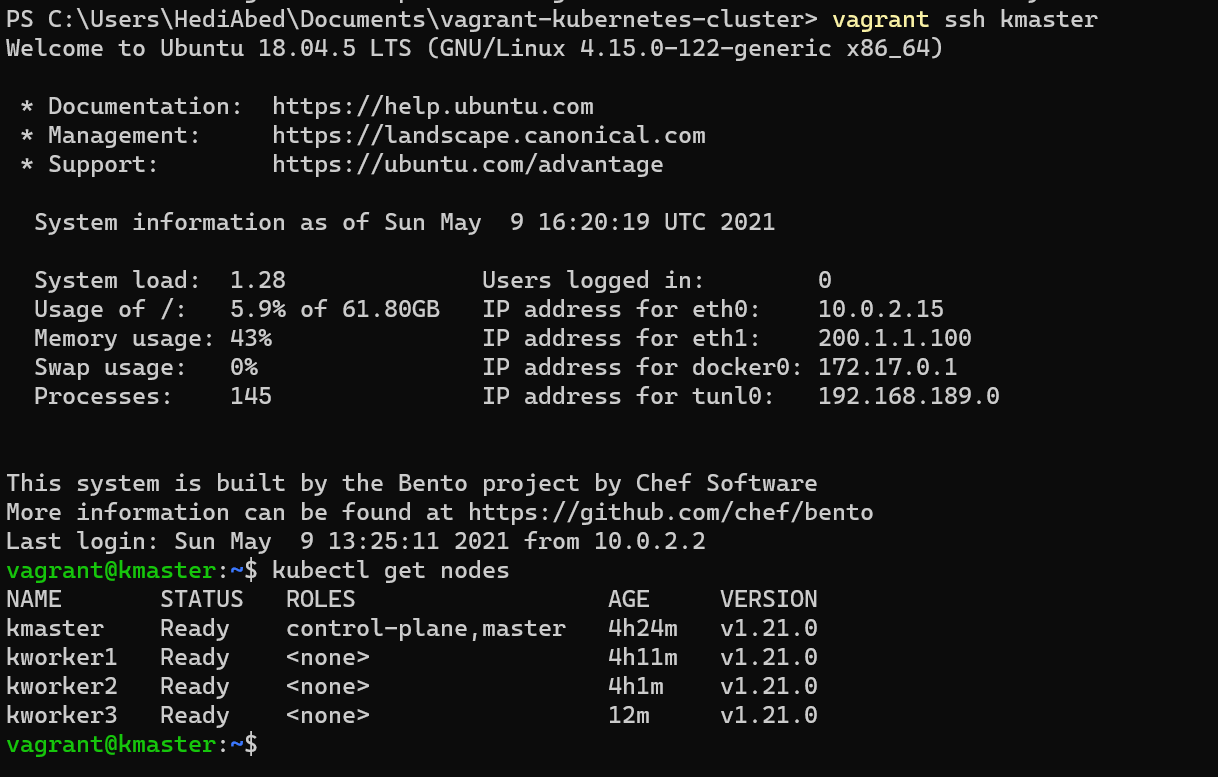 PS C:\Users\HediAbed\Documents\vagrant-kubernetes-cluster> vagrant ssh kmaster
Welcome to Ubuntu 18.04.5 LTS (GNU/Linux 4.15.0-122-generic x86_64)

 * Documentation:  https://help.ubuntu.com
 * Management:     https://landscape.canonical.com
 * Support:        https://ubuntu.com/advantage

  System information as of Sun May  9 16:20:19 UTC 2021

  System load:  1.28              Users logged in:        0
  Usage of /:   5.9% of 61.80GB   IP address for eth0:    10.0.2.15
  Memory usage: 43%               IP address for eth1:    200.1.1.100
  Swap usage:   0%                IP address for docker0: 172.17.0.1
  Processes:    145               IP address for tunl0:   192.168.189.0

This system is built by the Bento project by Chef Software
More information can be found at https://github.com/chef/bento
Last login: Sun May  9 13:25:11 2021 from 10.0.2.2
vagrant@kmaster:~$ kubectl get nodes
NAME       STATUS   ROLES                  AGE     VERSION
kmaster    Ready    control-plane,master   4h24m   v1.21.0
kworker1   Ready    <none>                 4h11m   v1.21.0
kworker2   Ready    <none>                 4h1m    v1.21.0
kworker3   Ready    <none>                 12m     v1.21.0
vagrant@kmaster:~$